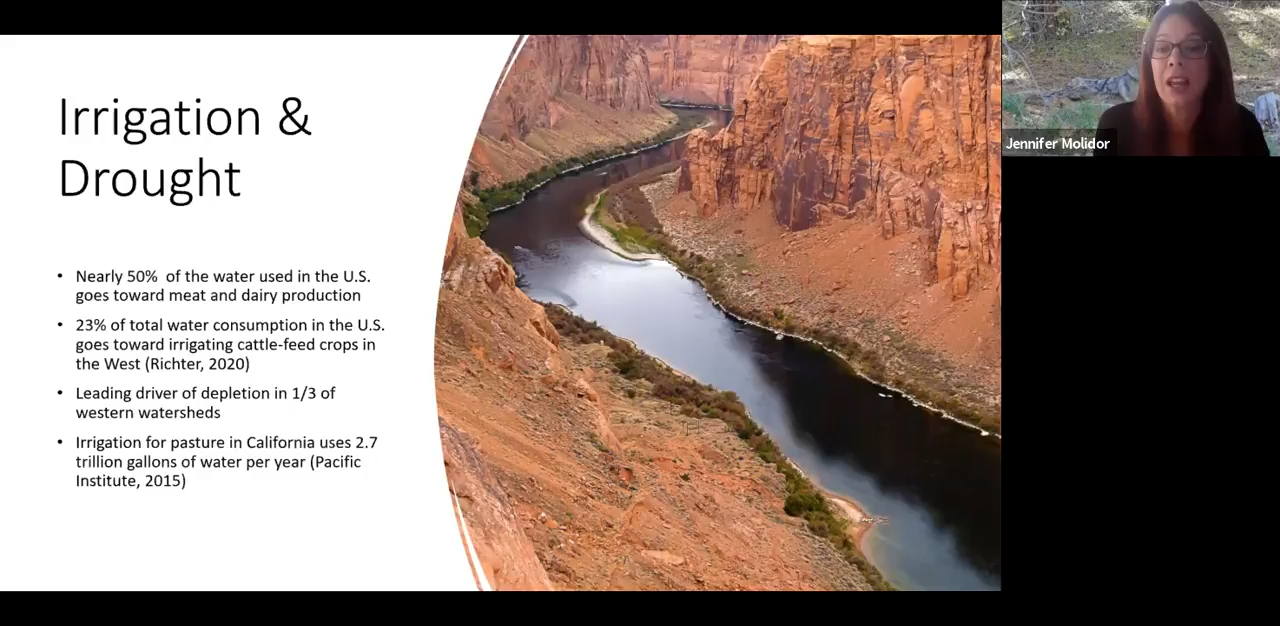 Irrigation &
Drought
• Nearly 50%  of the water used in the U.S.
goes toward meat and dairy production
• 23% of total water consumption in the U.S.
goes toward irrigating cattle-feed crops in
the West (Richter, 2020)
• Leading driver of depletion in 1/3 of
western watersheds
• Irrigation for pasture in California uses 2.7
trillion gallons of water per year (Pacific
Institute, 2015)
Jennifer Molidor